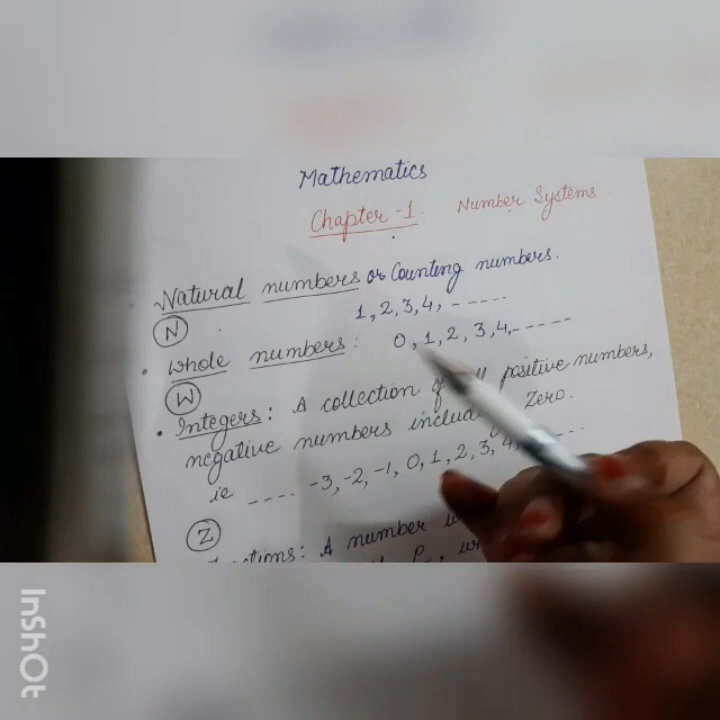 Mathematics
Chapter-1 Number Systems
• Natural numbers or Counting numbers.
N 1, 2, 3, 4, -----
• Whole numbers: 0, 1, 2, 3, 4, -----
W
• Integers: A collection of positive numbers,
negative numbers Zero.
ie ---- -3, -2, -1, 0, 1, 2, 3, 4
Z
A number
InShOt